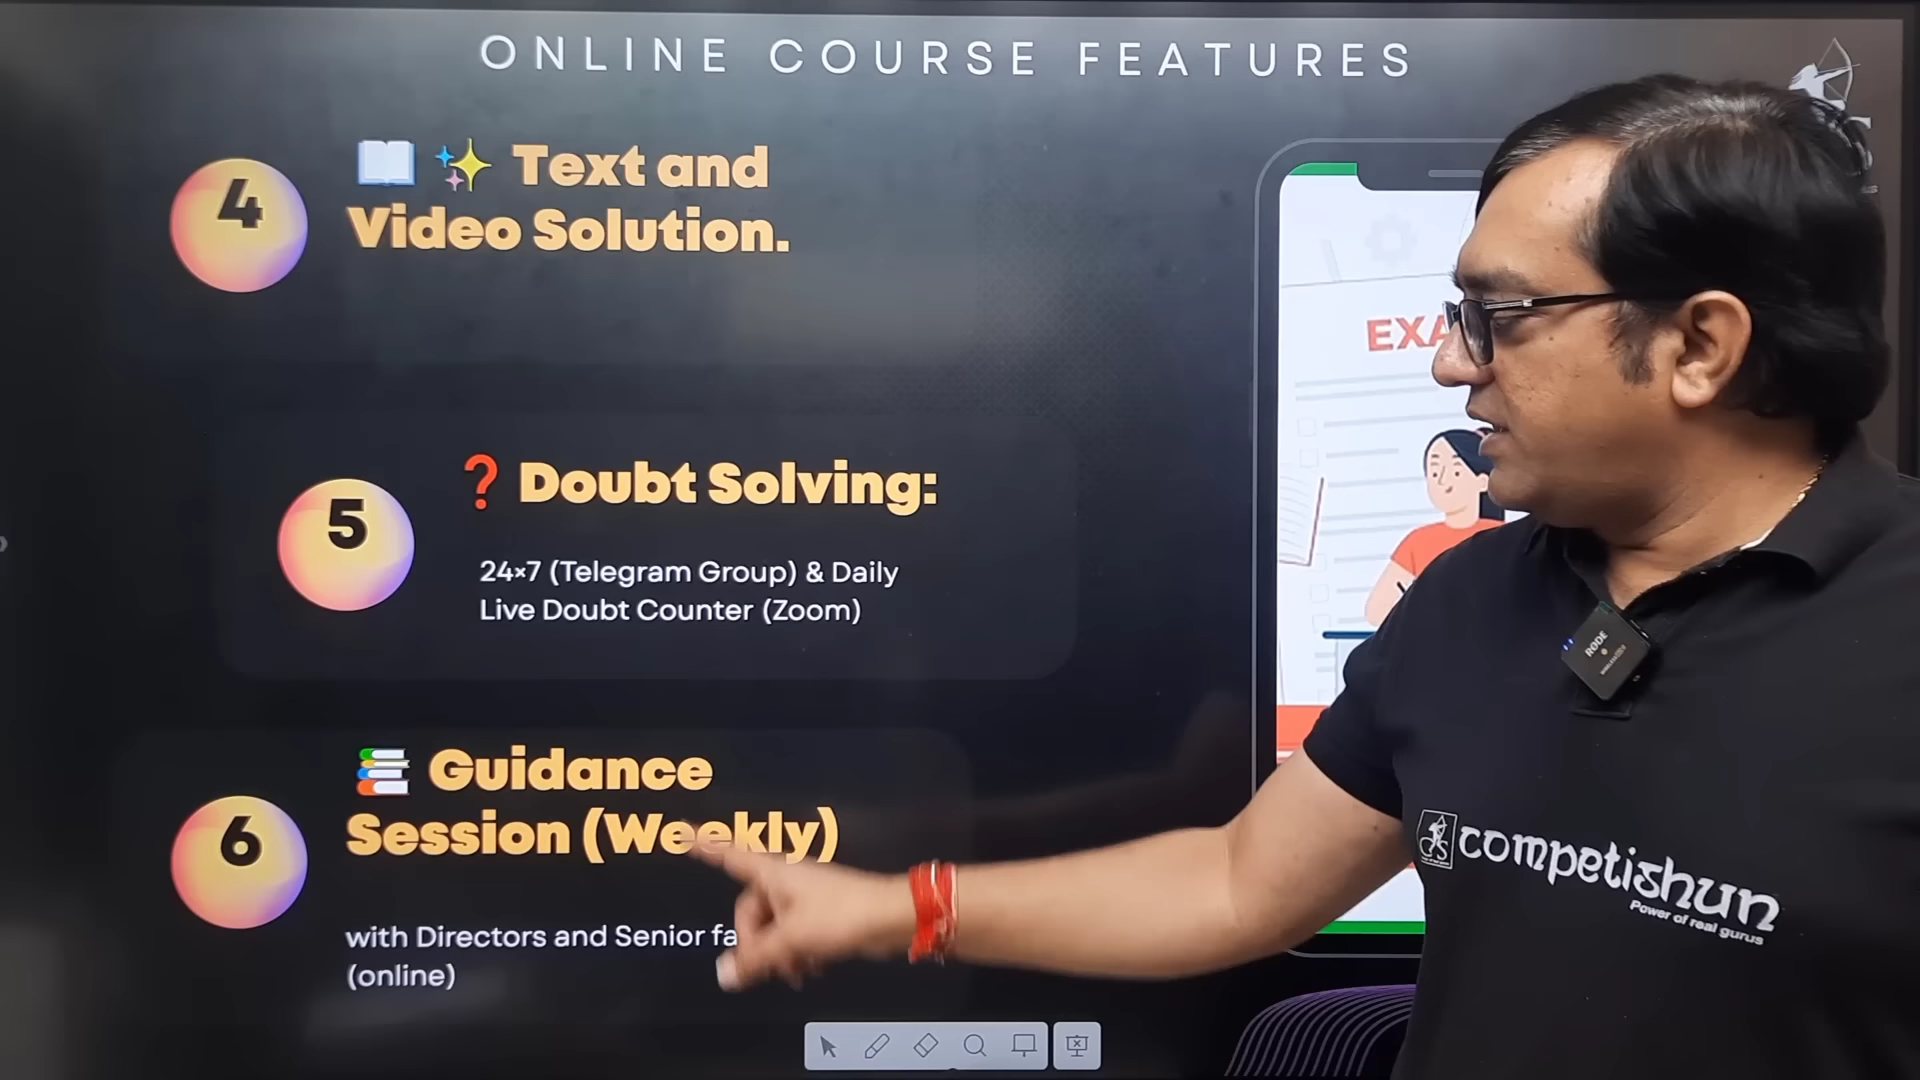 ONLINE COURSE FEATURES
4
Text and
Video Solution.
5
Doubt Solving:
24×7 (Telegram Group) & Daily
Live Doubt Counter (Zoom)
6
Guidance
Session (Weekly)
with Directors and Senior
(online)
RODE
competishun
Power of real gurus